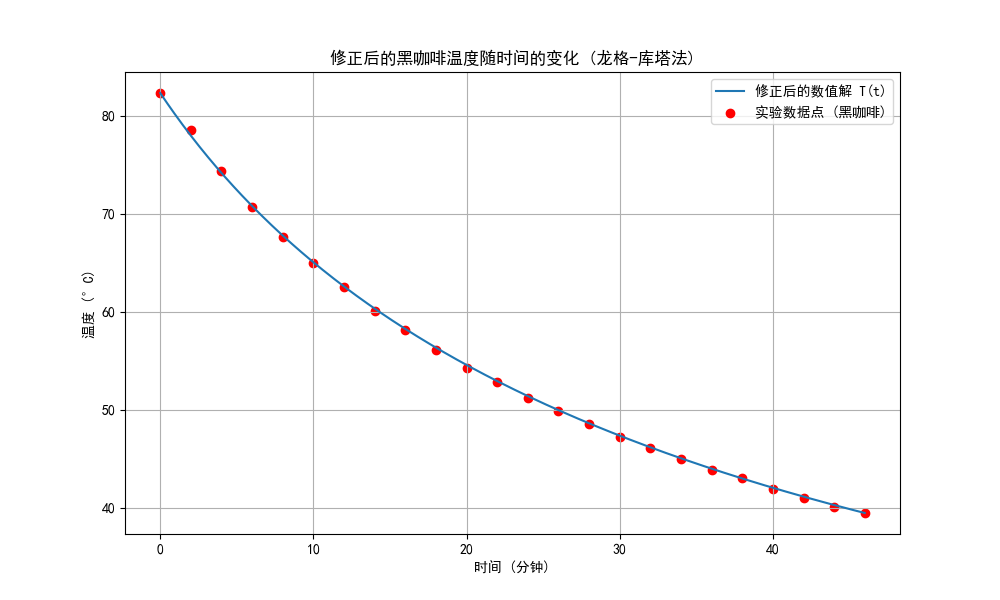 修正后的黑咖啡温度随时间的变化 (龙格-库塔法)
修正后的数值解 T(t)
实验数据点 (黑咖啡)
温度 (°C)
80
70
60
50
40
0 10 20 30 40
时间 (分钟)